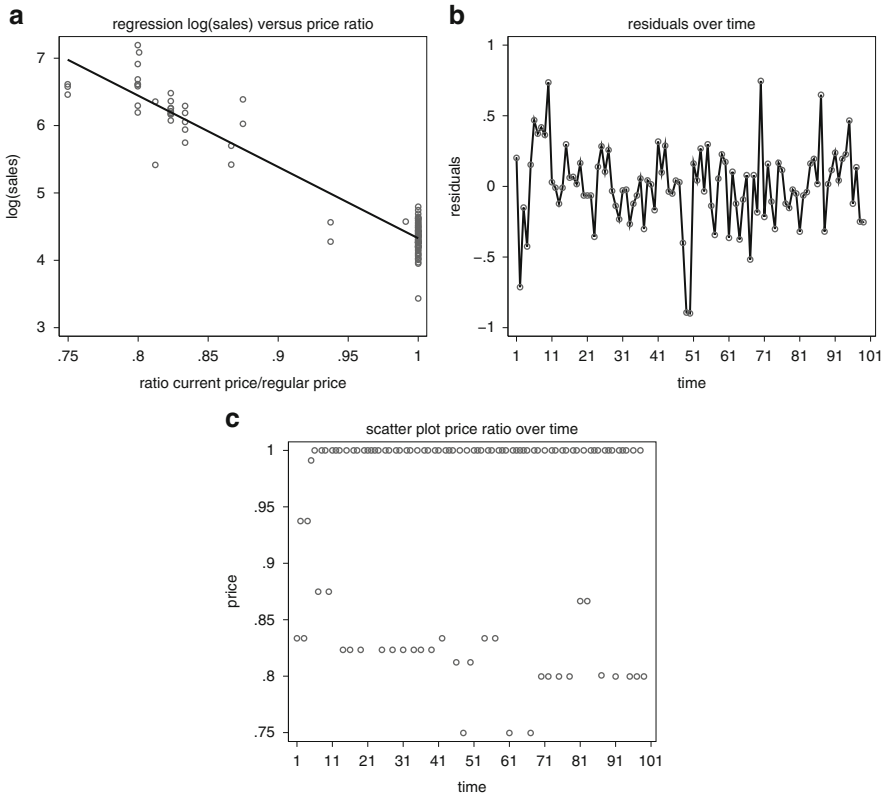 a
regression log(sales) versus price ratio
7
6
5
4
3
log(sales)
.75 .8 .85 .9 .95 1
ratio current price/regular price
b
residuals over time
1
.5
0
−.5
−1
residuals
1 11 21 31 41 51 61 71 81 91 101
time
c
scatter plot price ratio over time
1
.95
.9
.85
.8
.75
price
1 11 21 31 41 51 61 71 81 91 101
time